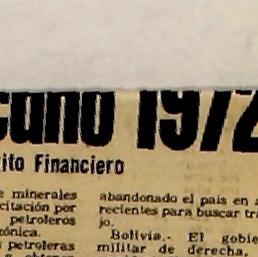 cano 1972
ito Financiero
e minerales
citación por
petroleros
ónica.
s petroleras
abandonado el país en a
recientes para buscar tra
jo.
Bolivia.- El gobie
militar de derecha,